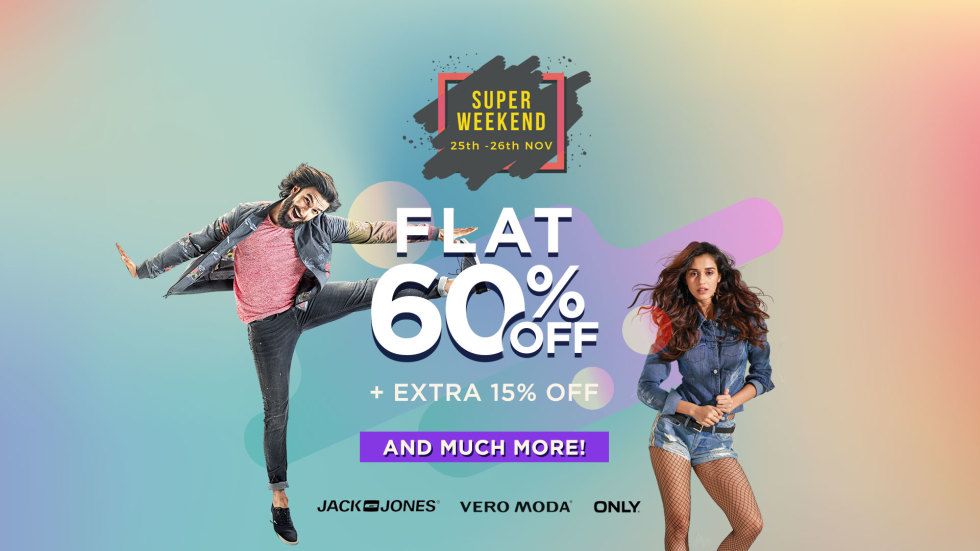 SUPER
WEEKEND
25th -26th NOV
FLAT
60%
OFF
+ EXTRA 15% OFF
AND MUCH MORE!
JACK JONES® VERO MODA® ONLY